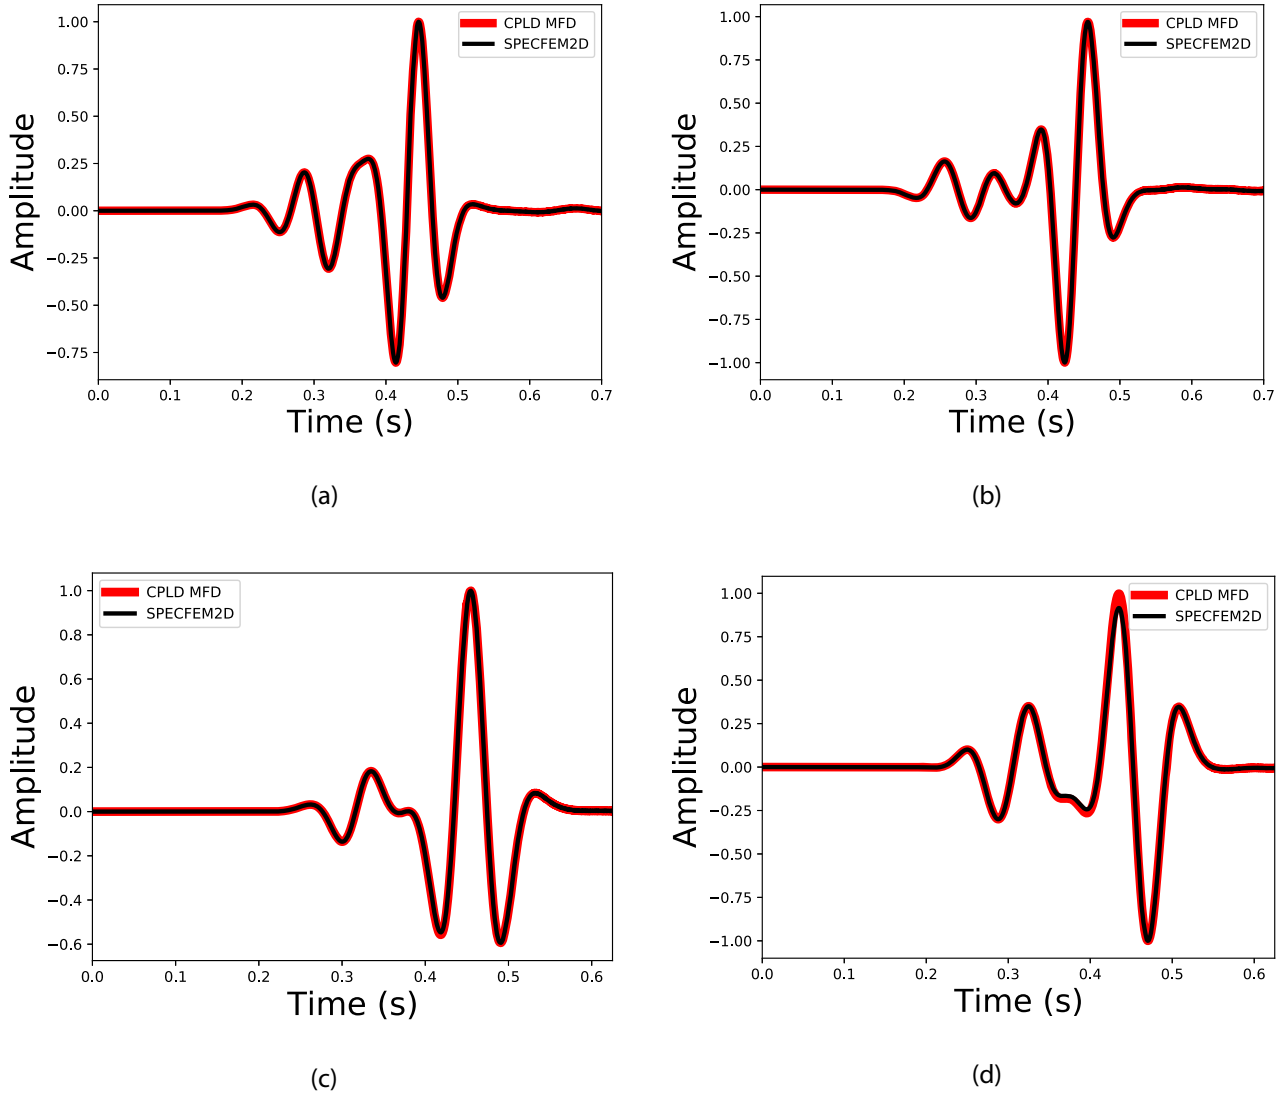 CPLD MFD
SPECFEM2D
1.00
0.75
0.50
0.25
0.00
−0.25
−0.50
−0.75
Amplitude
0.0 0.1 0.2 0.3 0.4 0.5 0.6 0.7
Time (s)
(a)
CPLD MFD
SPECFEM2D
1.00
0.75
0.50
0.25
0.00
−0.25
−0.50
−0.75
−1.00
Amplitude
0.0 0.1 0.2 0.3 0.4 0.5 0.6 0.7
Time (s)
(b)
CPLD MFD
SPECFEM2D
1.0
0.8
0.6
0.4
0.2
0.0
−0.2
−0.4
−0.6
Amplitude
0.0 0.1 0.2 0.3 0.4 0.5 0.6
Time (s)
(c)
CPLD MFD
SPECFEM2D
1.00
0.75
0.50
0.25
0.00
−0.25
−0.50
−0.75
−1.00
Amplitude
0.0 0.1 0.2 0.3 0.4 0.5 0.6
Time (s)
(d)